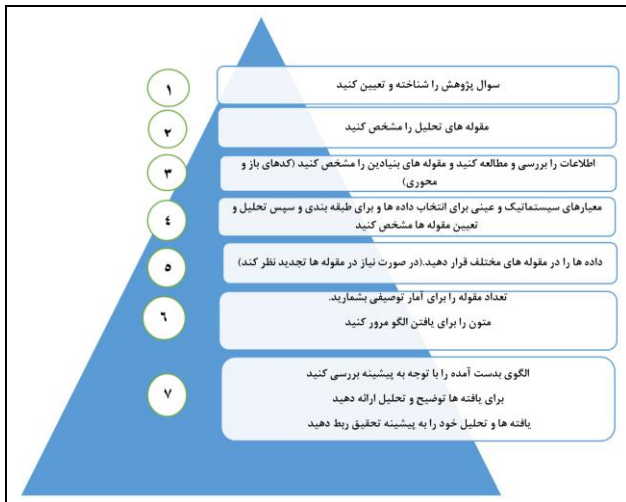 ۱
سوال پژوهش را شناخته و تعیین کنید
۲
مقوله های تحلیل را مشخص کنید
۳
اطلاعات را بررسی و مطالعه کنید و مقوله های بنیادین را مشخص کنید (کدهای باز و
محوری)
٤
معیارهای سیستماتیک و عینی برای انتخاب داده ها و برای طبقه بندی و سپس تحلیل و
تعیین مقوله ها مشخص کنید
۵
داده ها را در مقوله های مختلف قرار دهید.(در صورت نیاز در مقوله ها تجدید نظر کند)
٦
تعداد مقوله را برای آمار توصیفی بشمارید.
متون را برای یافتن الگو مرور کنید
۷
الگوی بدست آمده را با توجه به پیشینه بررسی کنید
برای یافته ها توضیح و تحلیل ارائه دهید
یافته ها و تحلیل خود را به پیشینه تحقیق ربط دهید